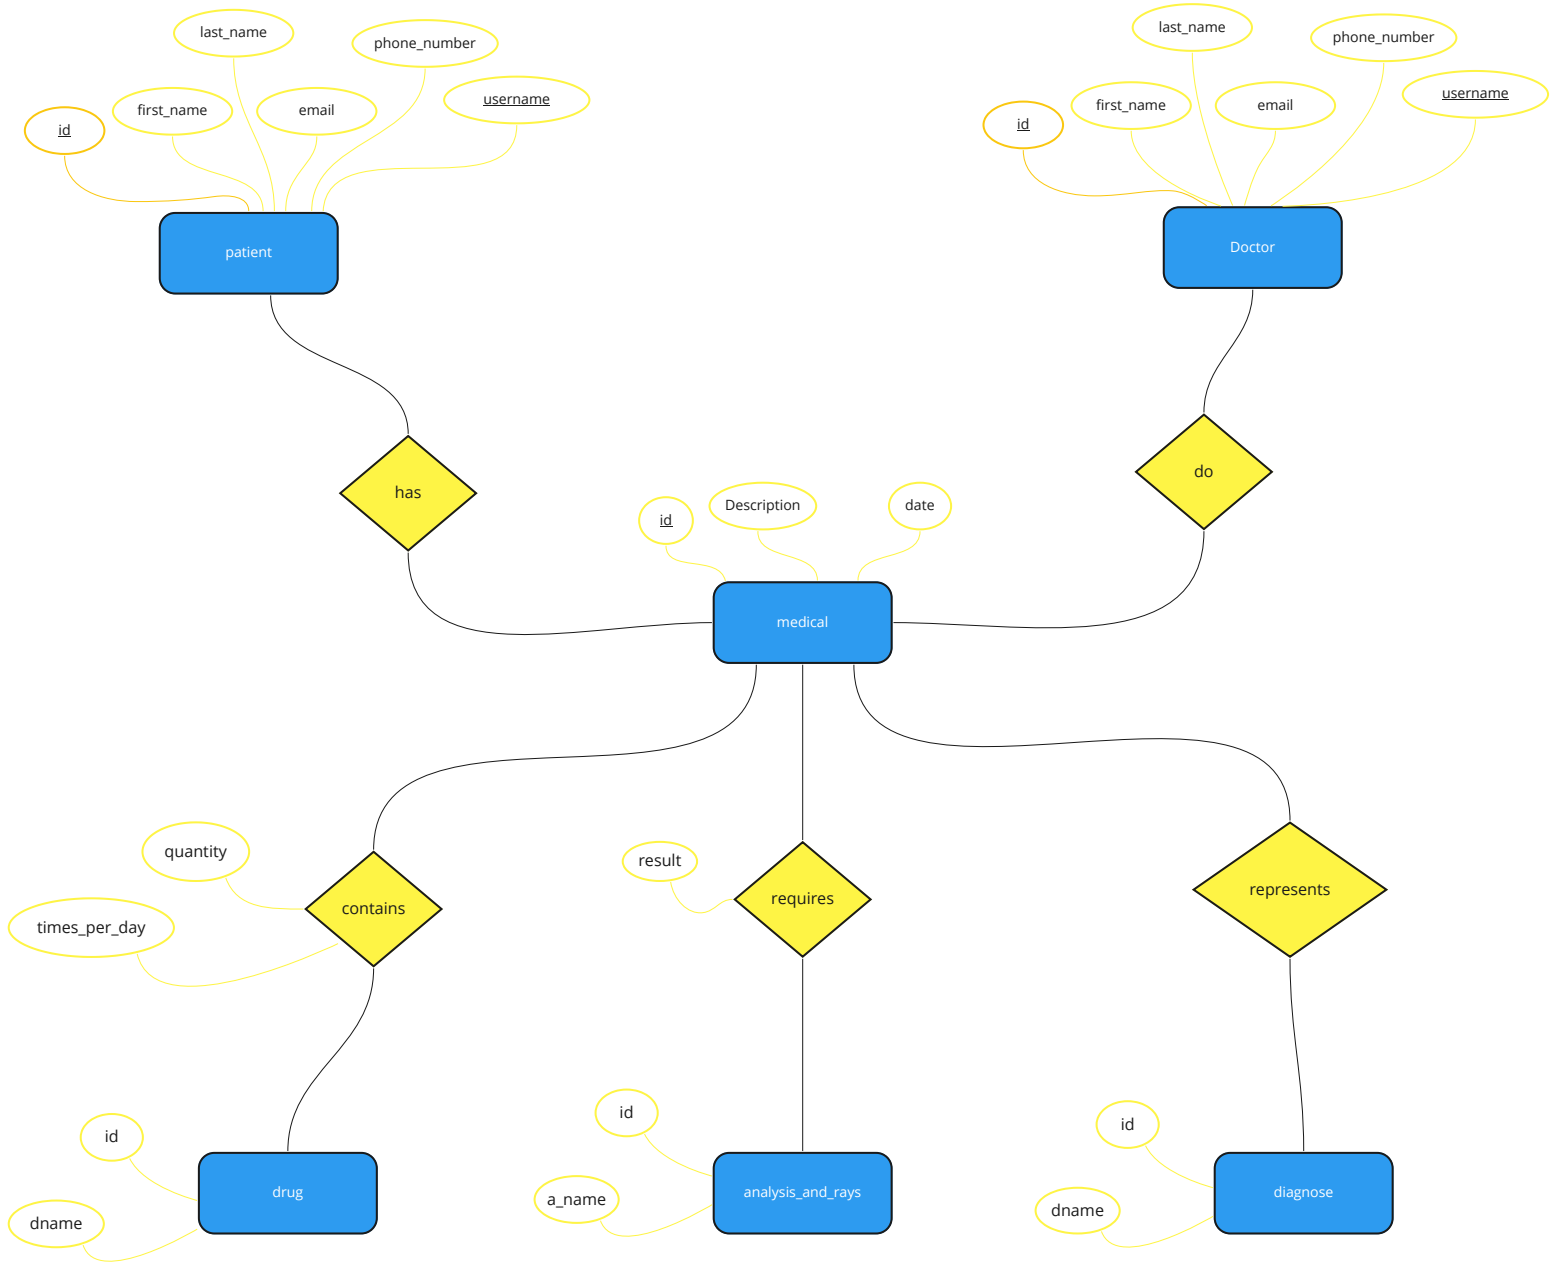 last_name
phone_number
first_name
email
username
id
patient
last_name
phone_number
first_name
email
username
id
Doctor
has
do
id
Description
date
medical
quantity
times_per_day
contains
result
requires
represents
id
dname
drug
id
a_name
analysis_and_rays
id
dname
diagnose